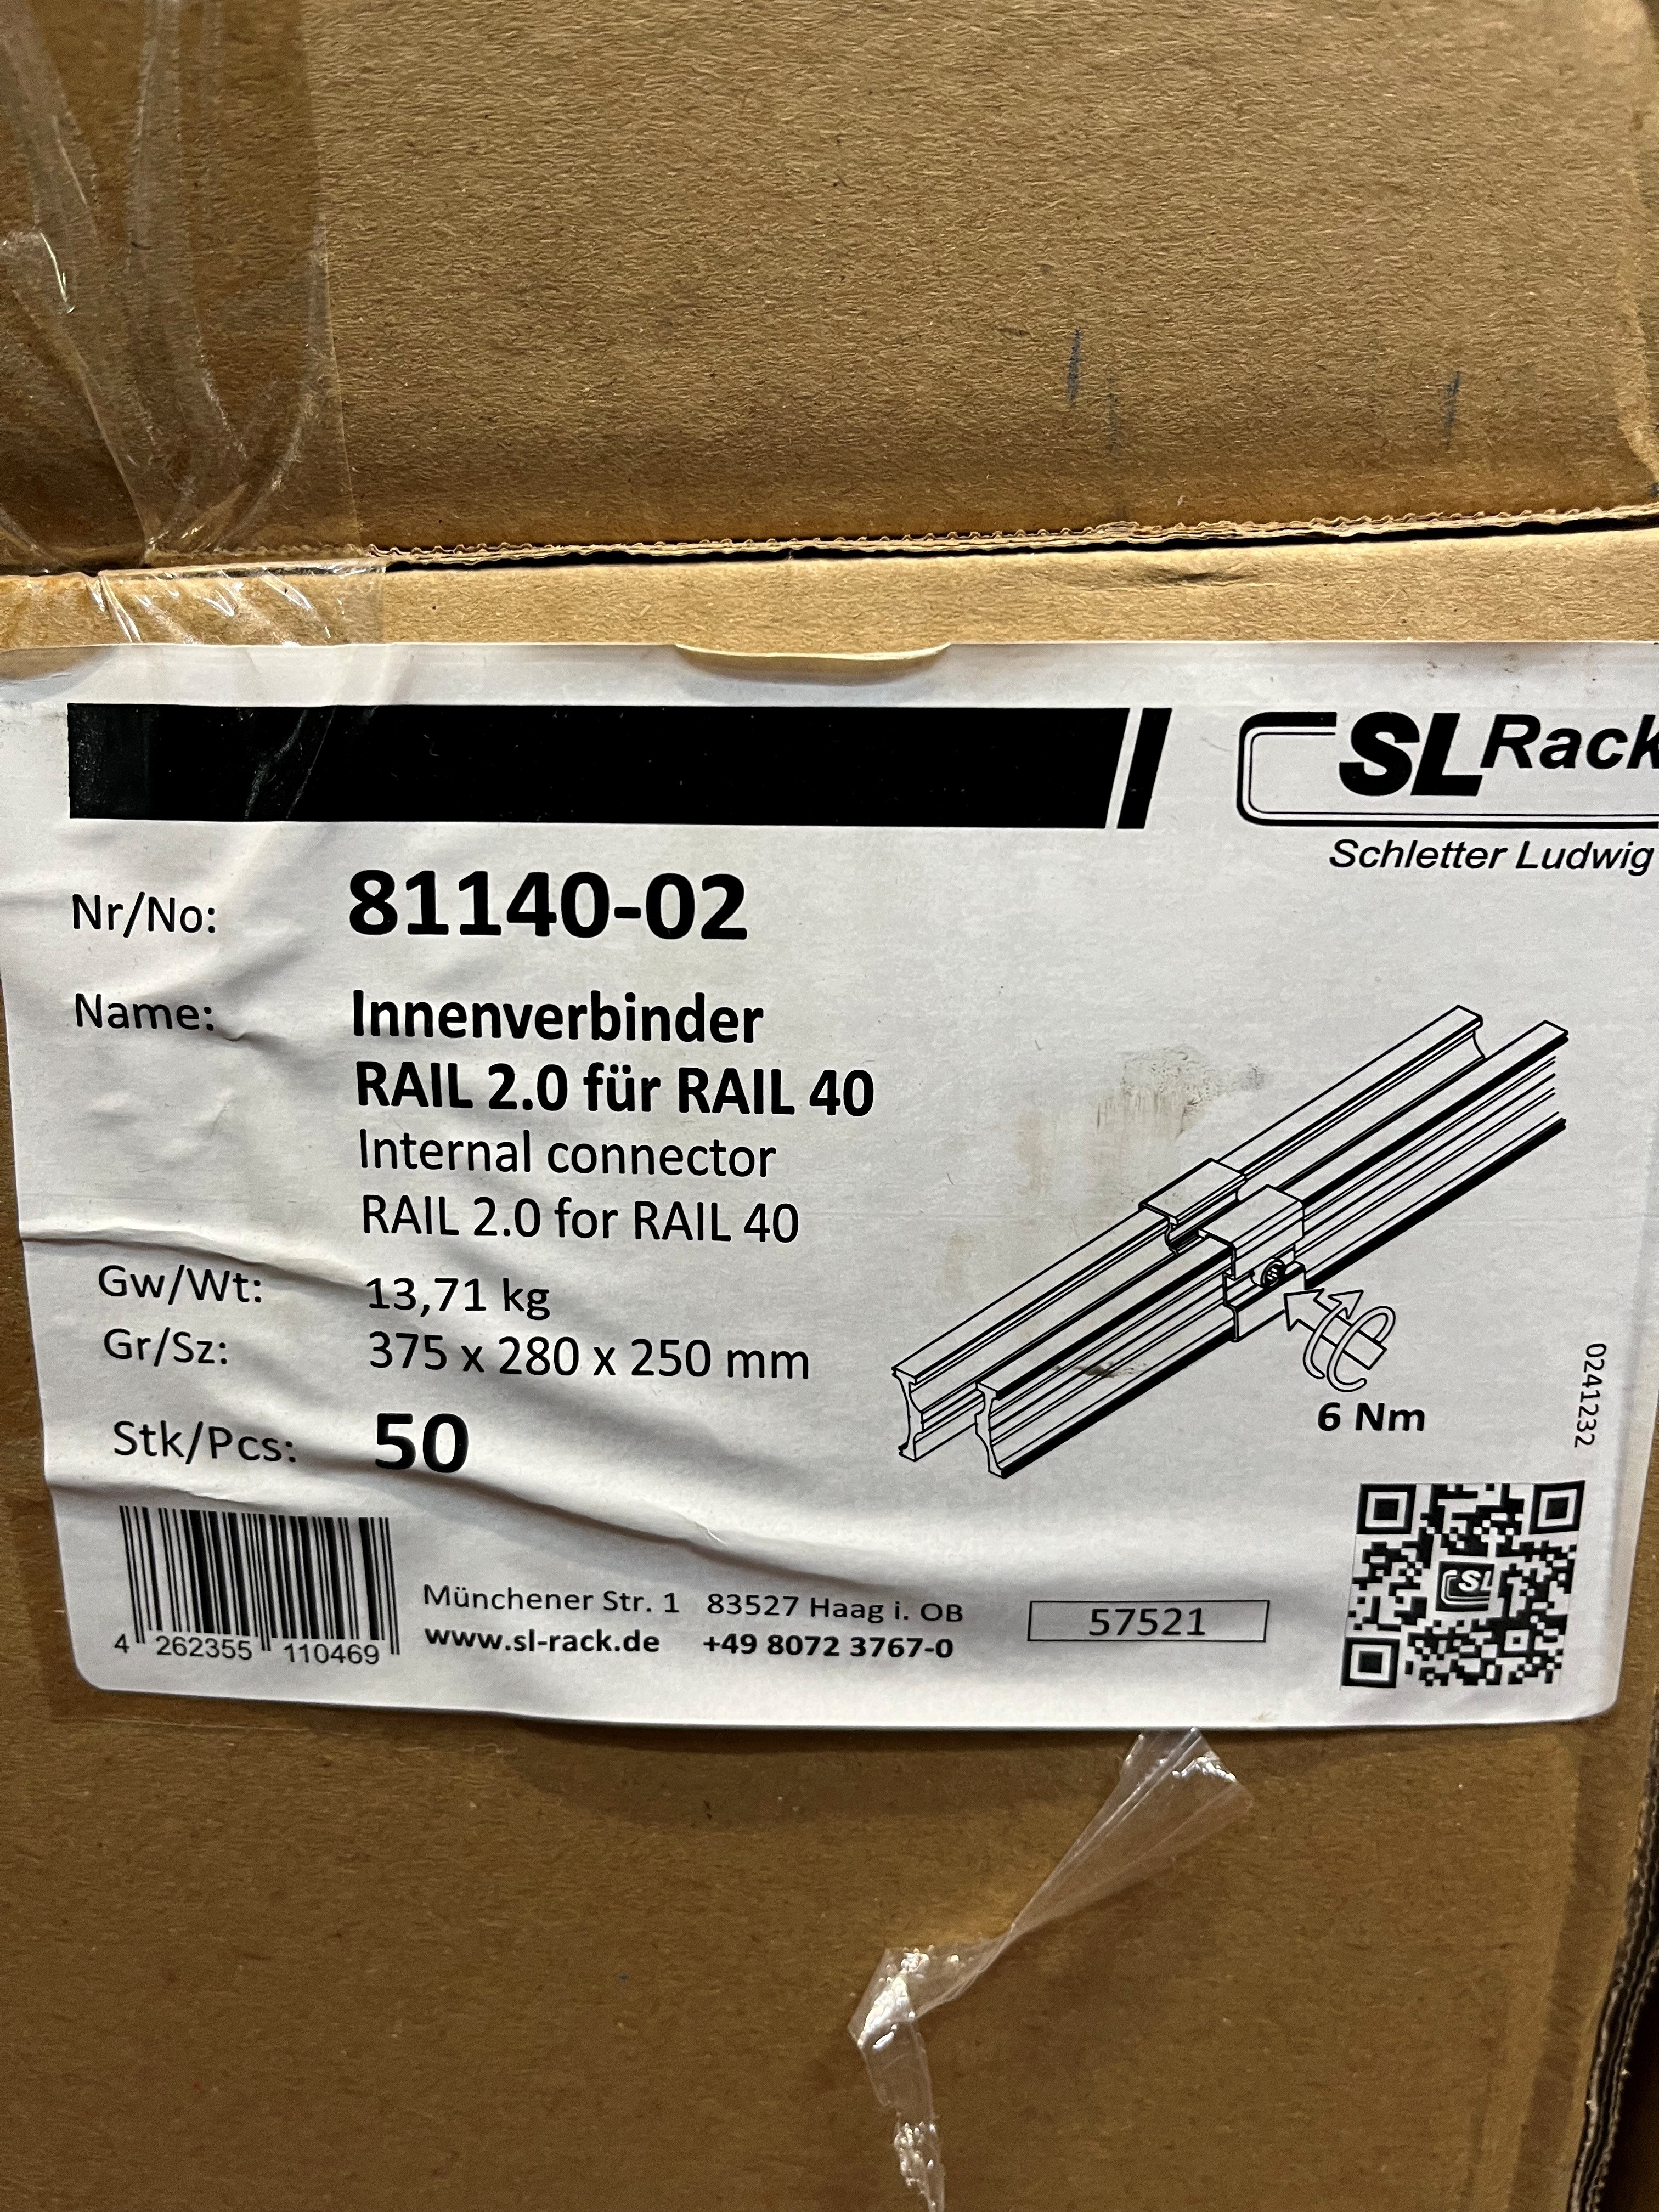 SL Rack
Schletter Ludwig
Nr/No: 81140-02
Name: Innenverbinder
RAIL 2.0 für RAIL 40
Internal connector
RAIL 2.0 for RAIL 40
Gw/Wt: 13,71 kg
Gr/Sz: 375 x 280 x 250 mm
Stk/Pcs: 50
6 Nm
0241232
4 262355 110469
Münchener Str. 1 83527 Haag i. OB
www.sl-rack.de +49 8072 3767-0
57521
SL